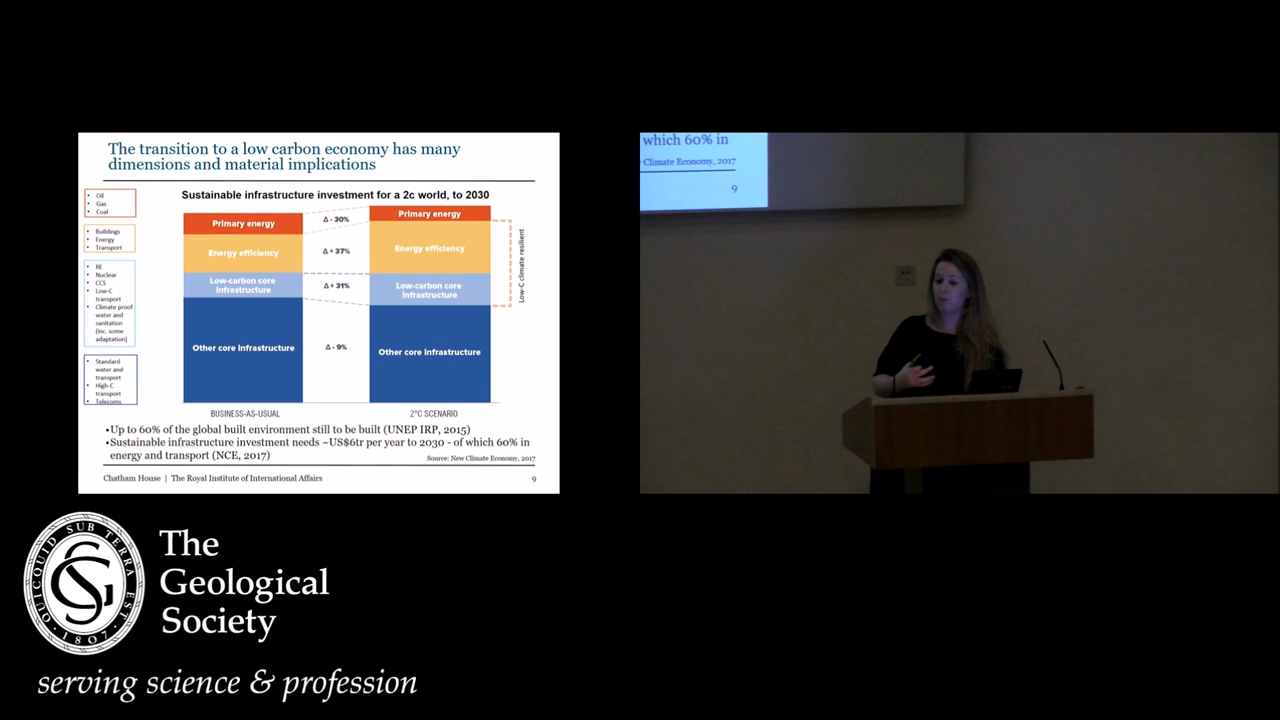 The transition to a low carbon economy has many
dimensions and material implications
Sustainable infrastructure investment for a 2c world, to 2030
• Oil
• Gas
• Coal
• Buildings
• Energy
• Transport
• RE
• Nuclear
• CCS
• Low-C
transport
• Climate proof
water and
sanitation
(inc. some
adaptation)
• Standard
water and
transport
• High-C
transport
• Telecoms
Primary energy
Energy efficiency
Low-carbon core
infrastructure
Other core infrastructure
Δ - 30%
Δ + 37%
Δ + 31%
Δ - 9%
Primary energy
Energy efficiency
Low-carbon core
infrastructure
Other core infrastructure
Low-C climate resilient
BUSINESS-AS-USUAL
2°C SCENARIO
•Up to 60% of the global built environment still to be built (UNEP IRP, 2015)
•Sustainable infrastructure investment needs ~US$6tr per year to 2030 - of which 60% in
energy and transport (NCE, 2017)
Source: New Climate Economy, 2017
Chatham House | The Royal Institute of International Affairs
9
which 60% in
Climate Economy, 2017
9
QUICQUID SUB TERRA EST
1807
The
Geological
Society
serving science & profession